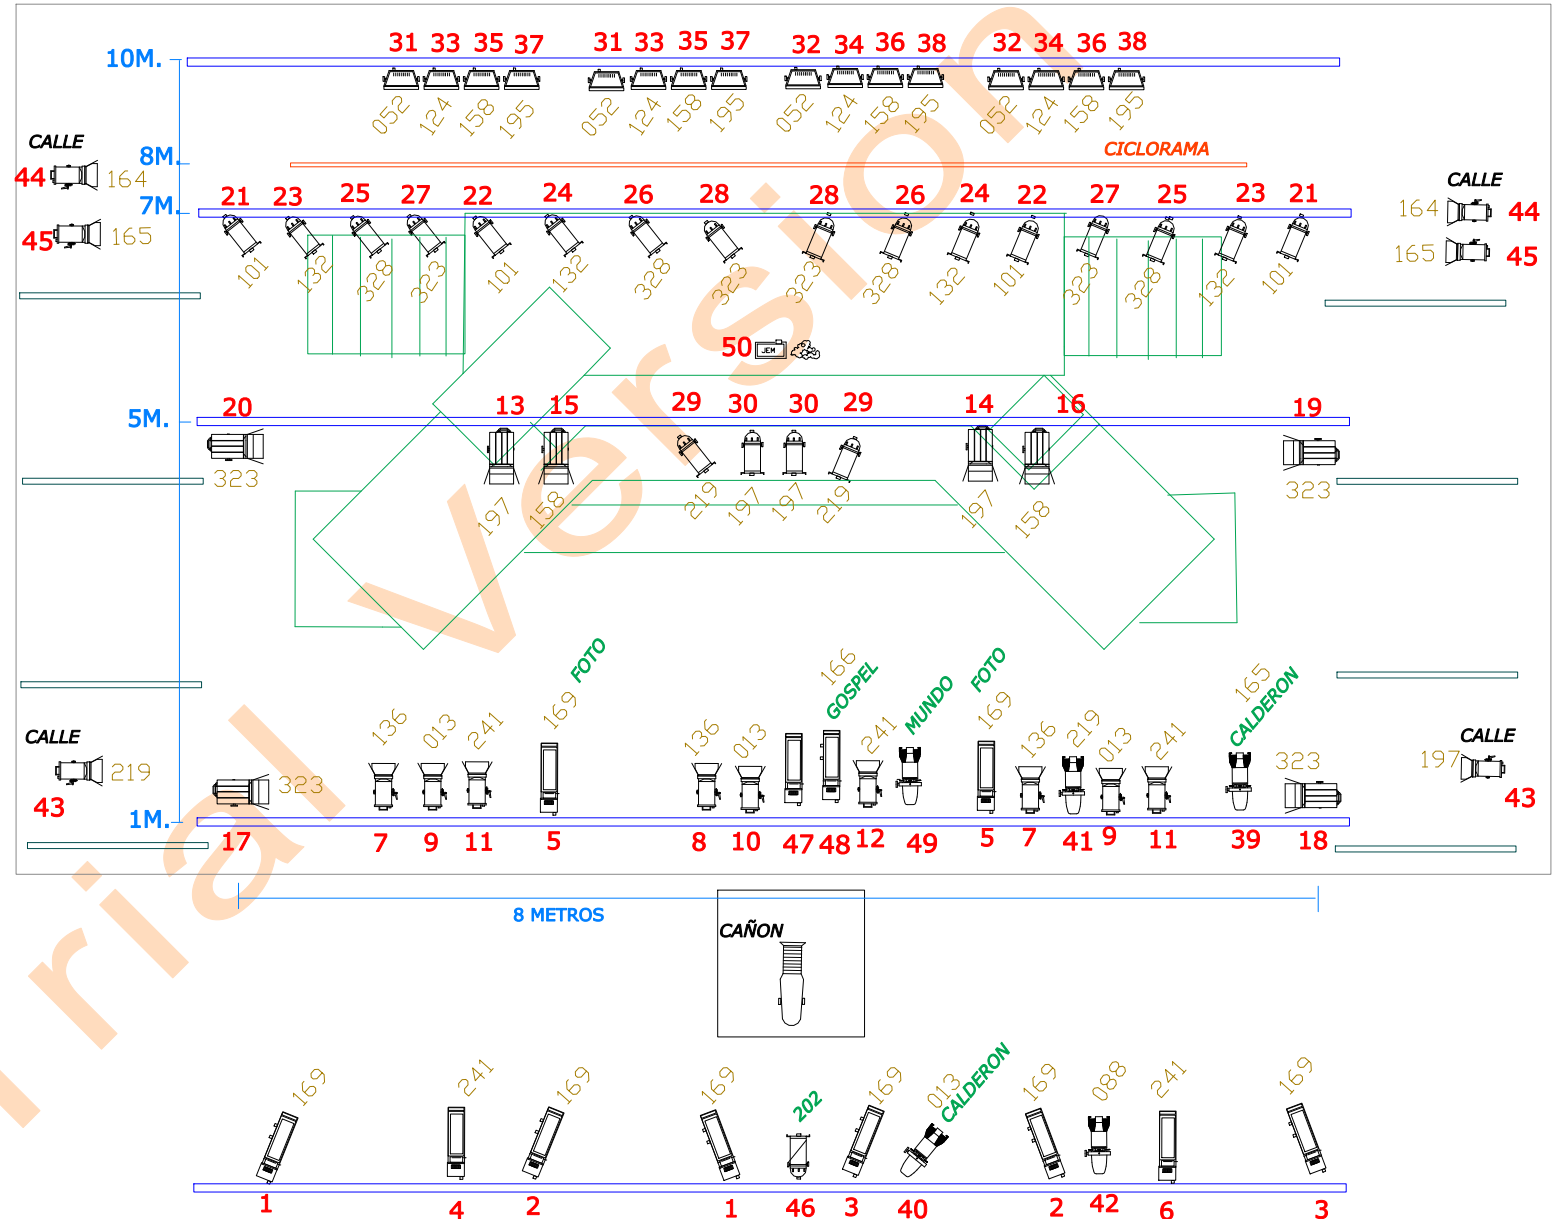 31 33 35 37 31 33 35 37 32 34 36 38 32 34 36 38
10M.
052 124 158 195 052 124 158 195 052 124 158 195 052 124 158 195
CALLE
8M.
CICLORAMA
44 164
CALLE
7M.
21 23 25 27 22 24 26 28 28 26 24 22 27 25 23 21
164 44
45 165
165 45
101 132 328 323 101 132 328 323 323 328 132 101 323 328 132 101
50 JEM
5M.
20 13 15 29 30 30 29 14 16 19
323 197 158 219 197 197 219 197 158 323
FOTO
166 GOSPEL
MUNDO
FOTO
165 CALDERON
CALLE
136 013 241 169 136 013 241 169 136 219 013 241
CALLE
219
323
323
197
43
43
1M.
17 7 9 11 5 8 10 47 48 12 49 5 7 41 9 11 39 18
8 METROS
CAÑON
169 241 169 169 202 169 013 CALDERON 169 088 241 169
1 4 2 1 46 3 40 2 42 6 3
rial Version